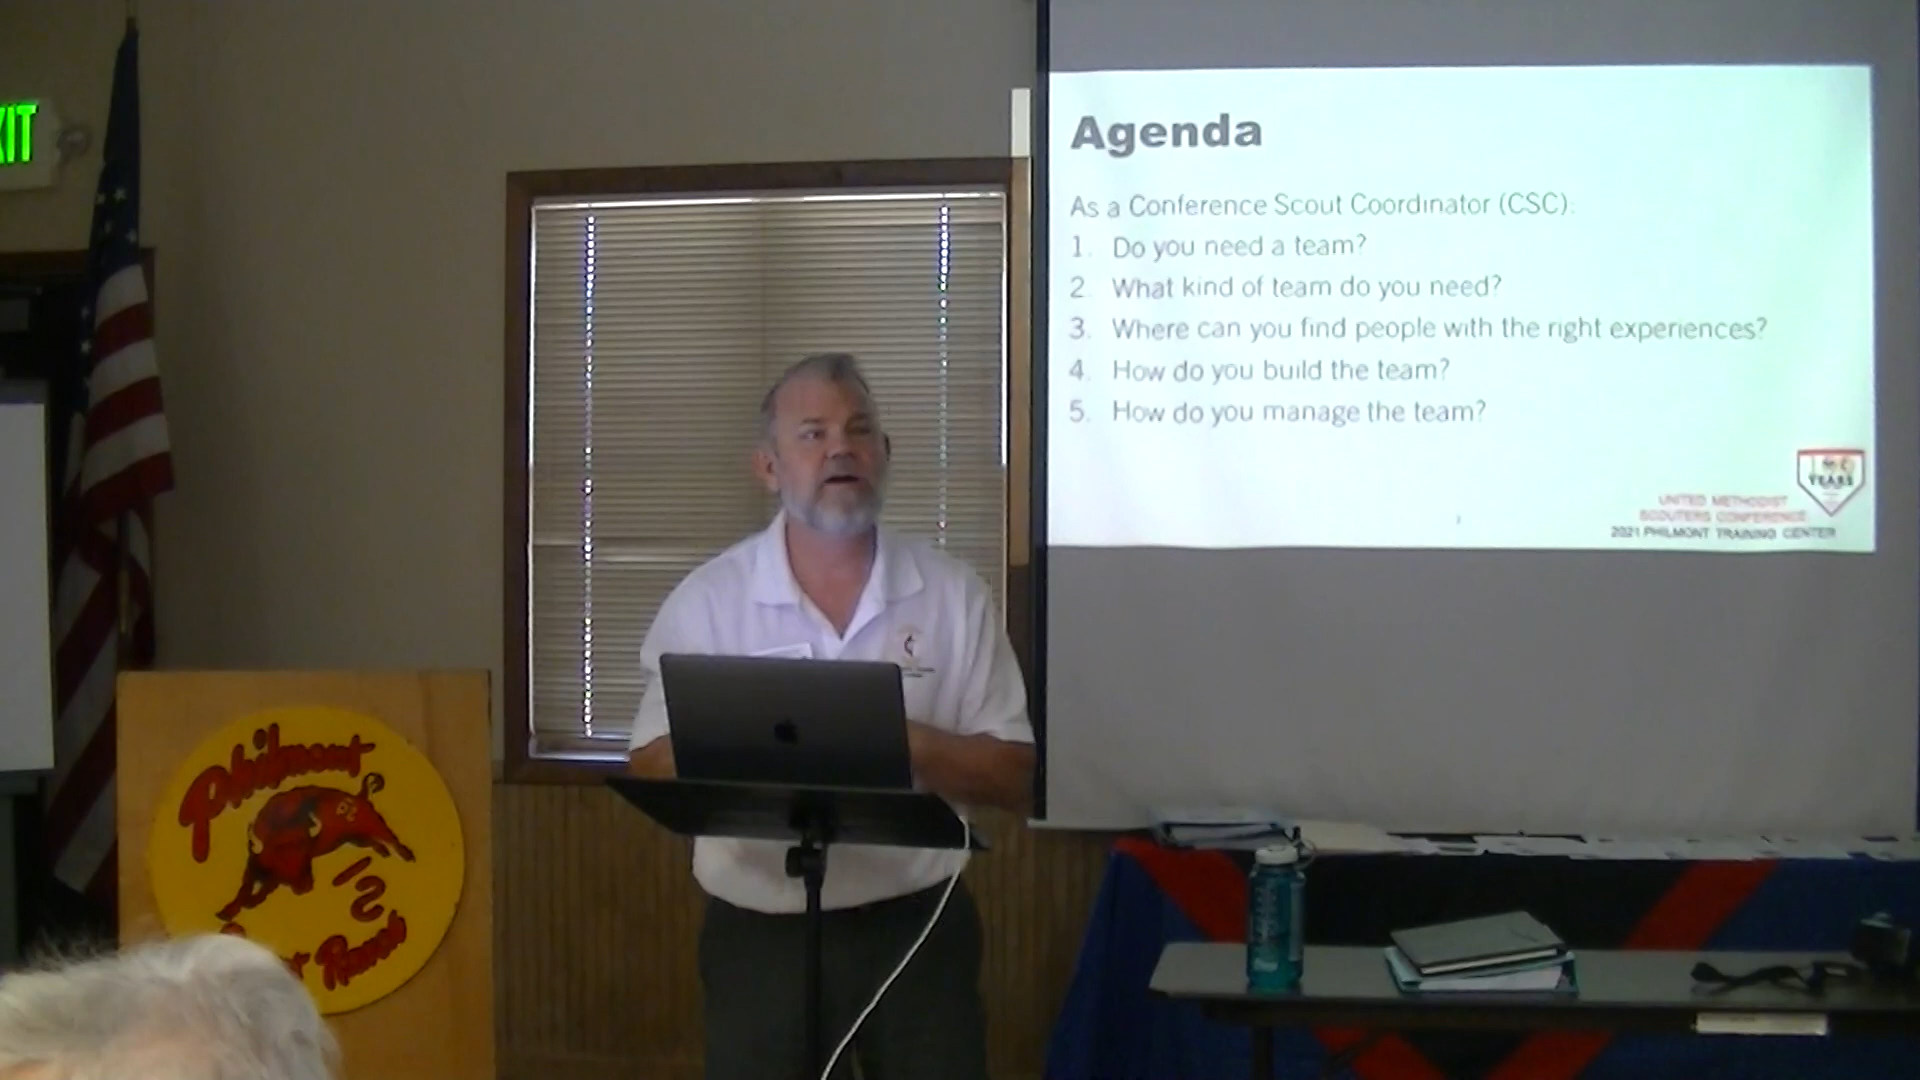 Agenda
As a Conference Scout Coordinator (CSC):
1. Do you need a team?
2. What kind of team do you need?
3. Where can you find people with the right experiences?
4. How do you build the team?
5. How do you manage the team?
YEARS
UNITED METHODIST
SCOUTERS CONFERENCE
2021 PHILMONT TRAINING CENTER
Philmont
Ranch